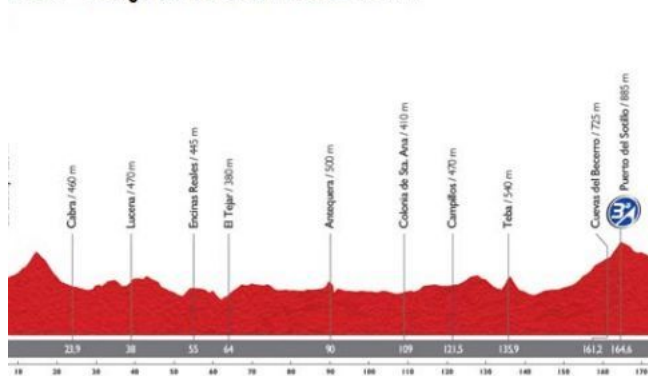 Cabra / 460 m
Lucena / 470 m
Encinas Reales / 445 m
El Tejar / 380 m
Antequera / 500 m
Colonia de Sta. Ana / 410 m
Campillos / 470 m
Teba / 540 m
Cuevas del Becerro / 725 m
Puerto del Sotillo / 885 m
23,9 38 55 64 90 109 121,5 135,9 161,2 164,6
10 20 30 40 50 60 70 80 90 100 110 120 130 140 150 160 170